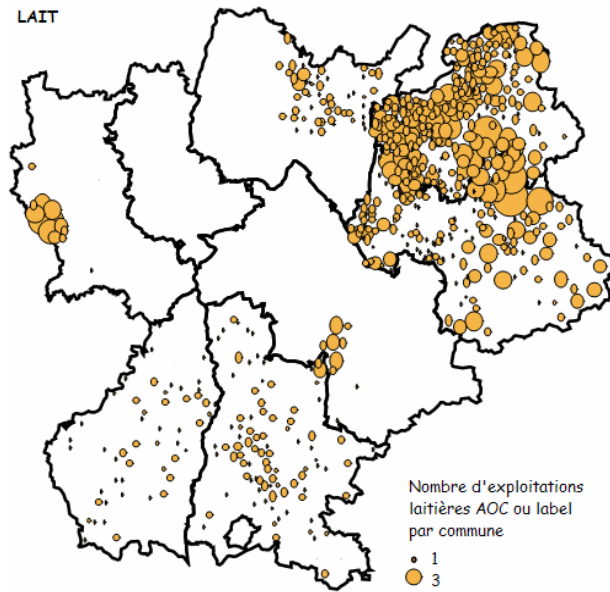 LAIT
Nombre d'exploitations
laitières AOC ou label
par commune
1
3